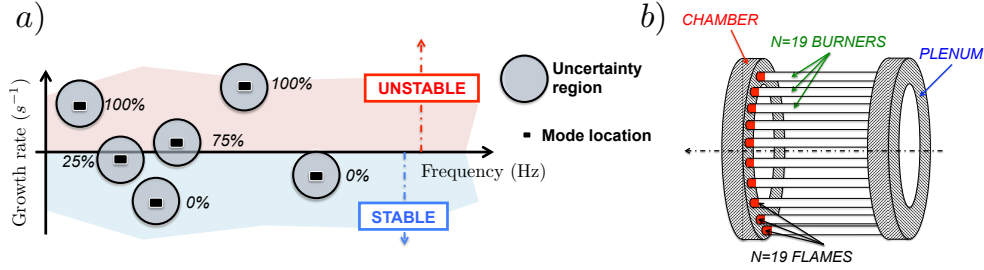 a)
Growth rate (s⁻¹)
100%
100%
75%
25%
0%
0%
UNSTABLE
Frequency (Hz)
STABLE
Uncertainty
region
Mode location
b)
CHAMBER
N=19 BURNERS
PLENUM
N=19 FLAMES